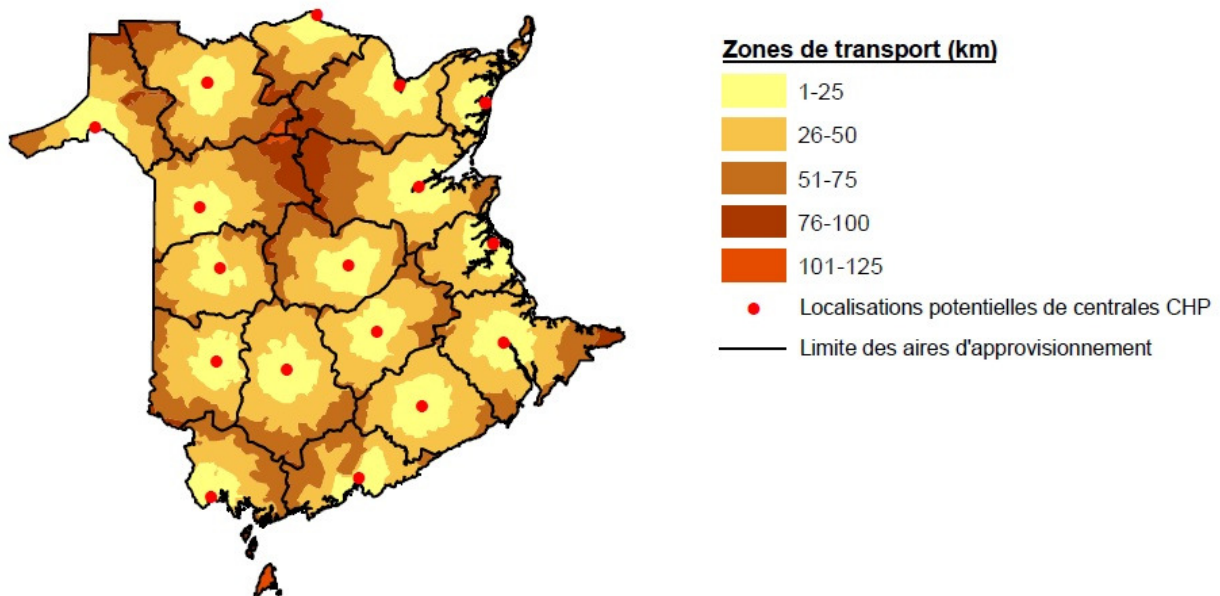 Zones de transport (km)
1-25
26-50
51-75
76-100
101-125
Localisations potentielles de centrales CHP
Limite des aires d'approvisionnement